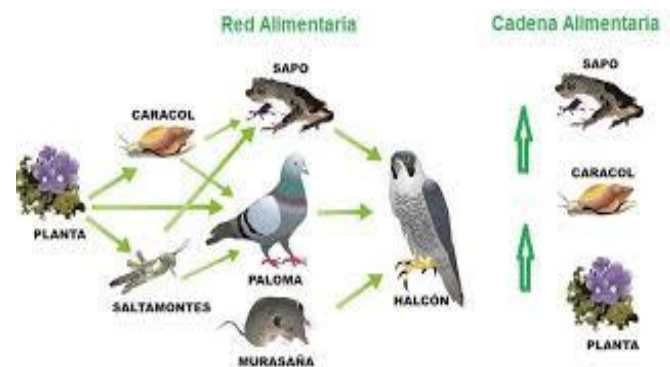 Red Alimentaria
Cadena Alimentaria
SAPO
CARACOL
PLANTA
SALTAMONTES
PALOMA
MURASAÑA
HALCÓN
SAPO
CARACOL
PLANTA